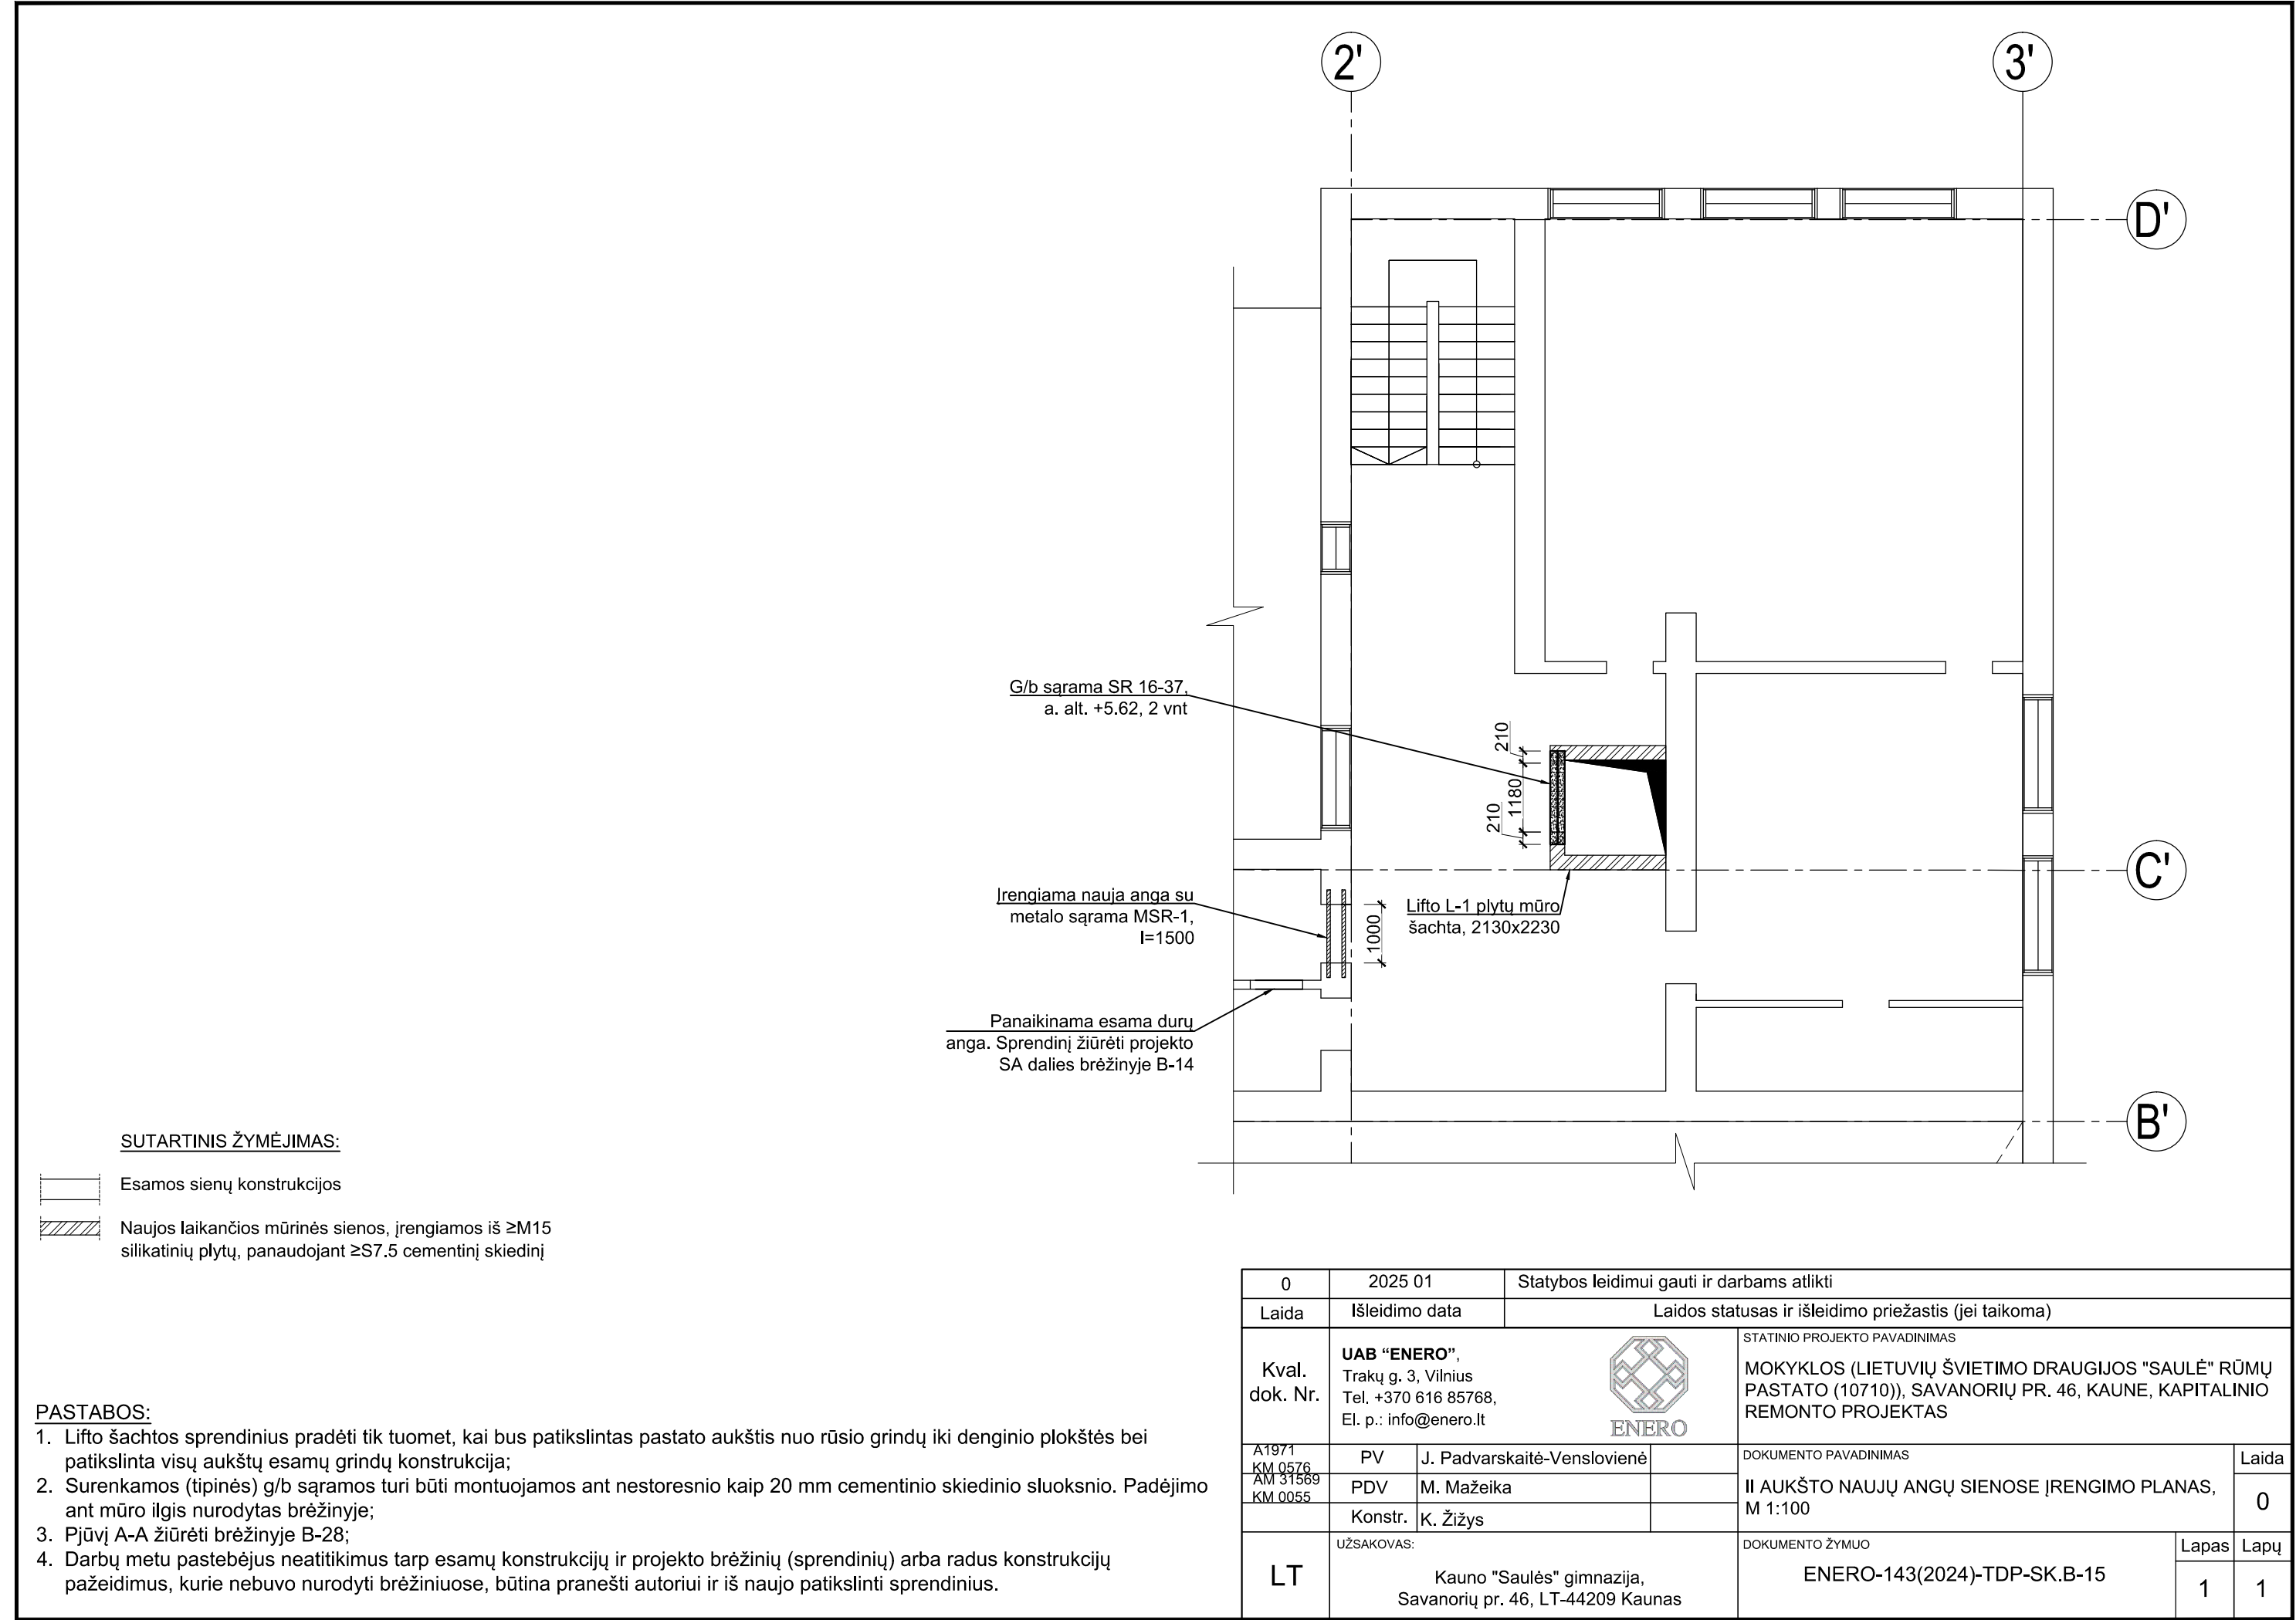 2'
3'
D'
G/b sąrama SR 16-37,
a. alt. +5.62, 2 vnt
210
1180
210
C'
Įrengiama nauja anga su
metalo sąrama MSR-1,
l=1500
1000
Lifto L-1 plytų mūro
šachta, 2130x2230
Panaikinama esama durų
anga. Sprendinį žiūrėti projekto
SA dalies brėžinyje B-14
B'
SUTARTINIS ŽYMĖJIMAS:
Esamos sienų konstrukcijos
Naujos laikančios mūrinės sienos, įrengiamos iš ≥M15
silikatinių plytų, panaudojant ≥S7.5 cementinį skiedinį
PASTABOS:
1. Lifto šachtos sprendinius pradėti tik tuomet, kai bus patikslintas pastato aukštis nuo rūsio grindų iki denginio plokštės bei
patikslinta visų aukštų esamų grindų konstrukcija;
2. Surenkamos (tipinės) g/b sąramos turi būti montuojamos ant nestoresnio kaip 20 mm cementinio skiedinio sluoksnio. Padėjimo
ant mūro ilgis nurodytas brėžinyje;
3. Pjūvį A-A žiūrėti brėžinyje B-28;
4. Darbų metu pastebėjus neatitikimus tarp esamų konstrukcijų ir projekto brėžinių (sprendinių) arba radus konstrukcijų
pažeidimus, kurie nebuvo nurodyti brėžiniuose, būtina pranešti autoriui ir iš naujo patikslinti sprendinius.
0 2025 01 Statybos leidimui gauti ir darbams atlikti
Laida Išleidimo data Laidos statusas ir išleidimo priežastis (jei taikoma)
Kval.
dok. Nr.
UAB “ENERO”,
Trakų g. 3, Vilnius
Tel. +370 616 85768,
El. p.: info@enero.lt
ENERO
STATINIO PROJEKTO PAVADINIMAS
MOKYKLOS (LIETUVIŲ ŠVIETIMO DRAUGIJOS "SAULĖ" RŪMŲ
PASTATO (10710)), SAVANORIŲ PR. 46, KAUNE, KAPITALINIO
REMONTO PROJEKTAS
A1971
KM 0576
PV J. Padvarskaitė-Venslovienė
AM 31569
KM 0055
PDV M. Mažeika
Konstr. K. Žižys
DOKUMENTO PAVADINIMAS
II AUKŠTO NAUJŲ ANGŲ SIENOSE ĮRENGIMO PLANAS,
M 1:100
Laida
0
LT
UŽSAKOVAS:
Kauno "Saulės" gimnazija,
Savanorių pr. 46, LT-44209 Kaunas
DOKUMENTO ŽYMUO
ENERO-143(2024)-TDP-SK.B-15
Lapas Lapų
1 1